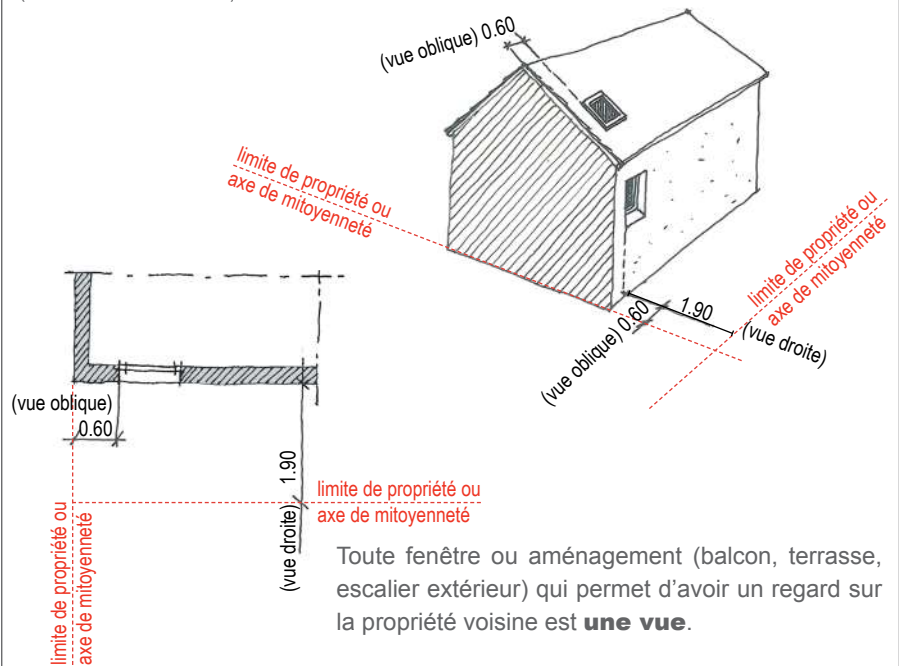 (vue oblique) 0.60
limite de propriété ou
axe de mitoyenneté
limite de propriété ou
axe de mitoyenneté
(vue oblique) 0.60
1.90
(vue droite)
(vue oblique)
0.60
(vue droite) 1.90
limite de propriété ou
axe de mitoyenneté
limite de propriété ou
axe de mitoyenneté
Toute fenêtre ou aménagement (balcon, terrasse,
escalier extérieur) qui permet d’avoir un regard sur
la propriété voisine est une vue.